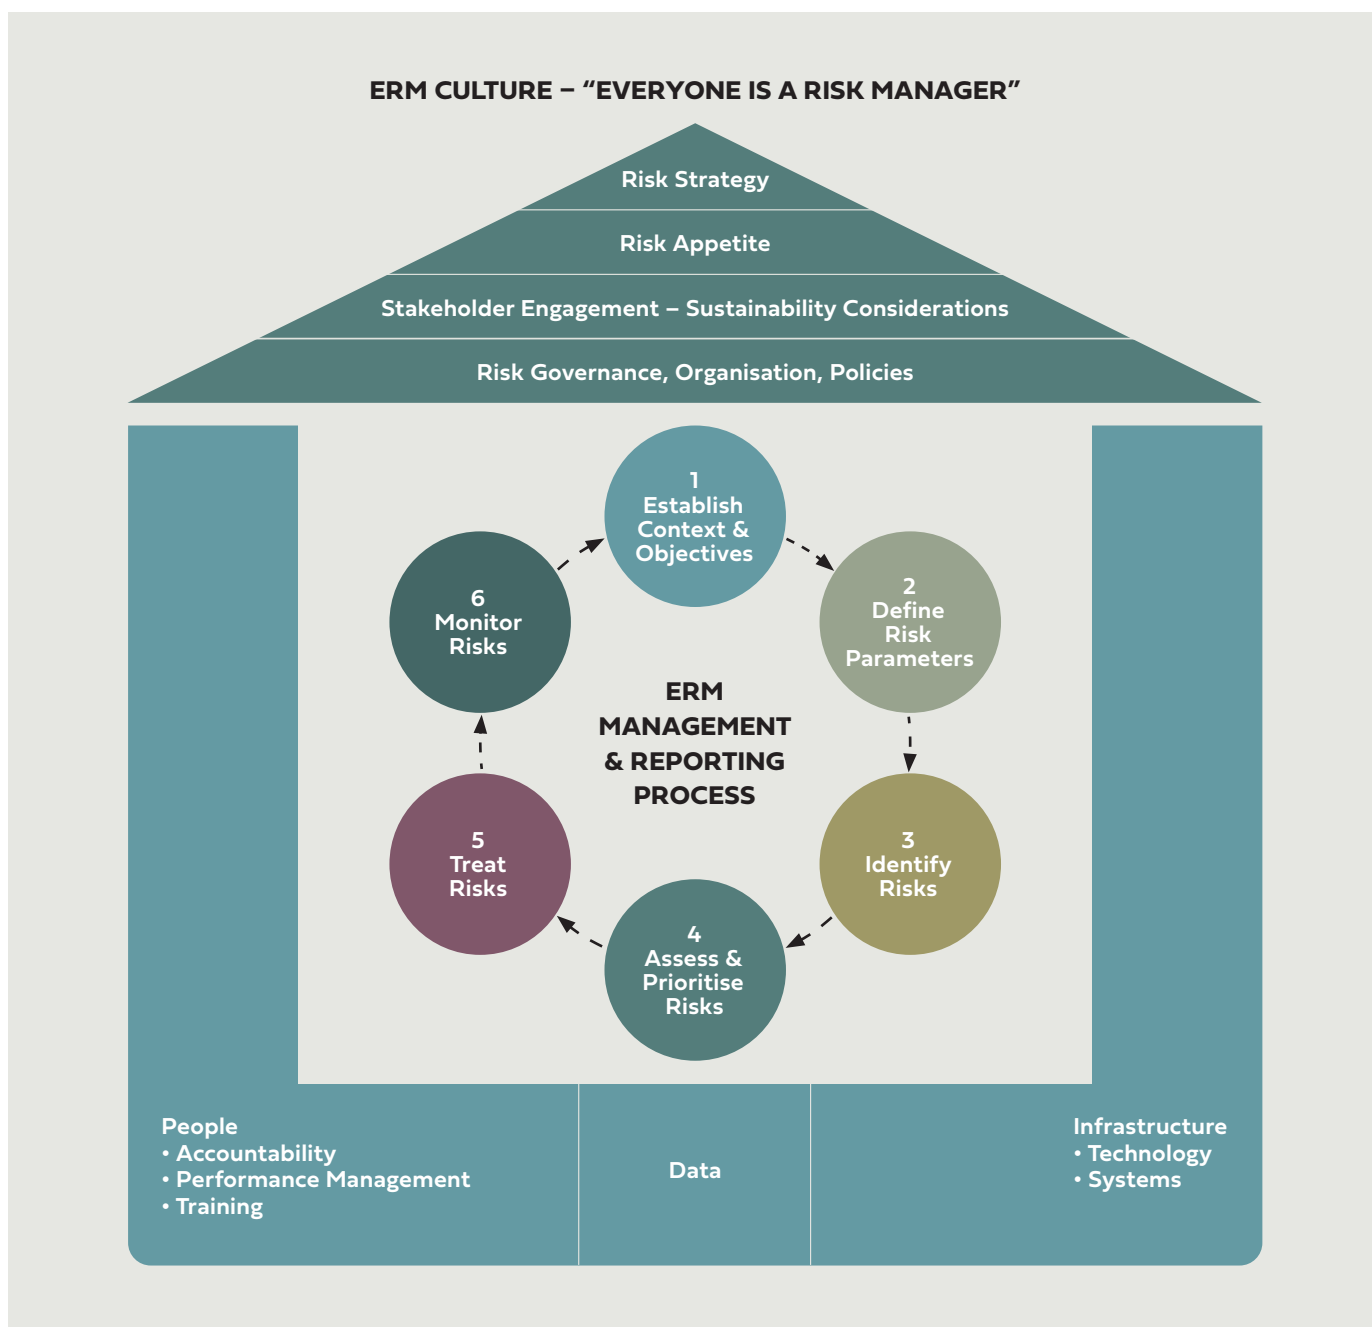 ERM CULTURE – “EVERYONE IS A RISK MANAGER”
Risk Strategy
Risk Appetite
Stakeholder Engagement – Sustainability Considerations
Risk Governance, Organisation, Policies
1
Establish
Context &
Objectives
2
Define
Risk
Parameters
3
Identify
Risks
4
Assess &
Prioritise
Risks
5
Treat
Risks
6
Monitor
Risks
ERM
MANAGEMENT
& REPORTING
PROCESS
People
• Accountability
• Performance Management
• Training
Data
Infrastructure
• Technology
• Systems